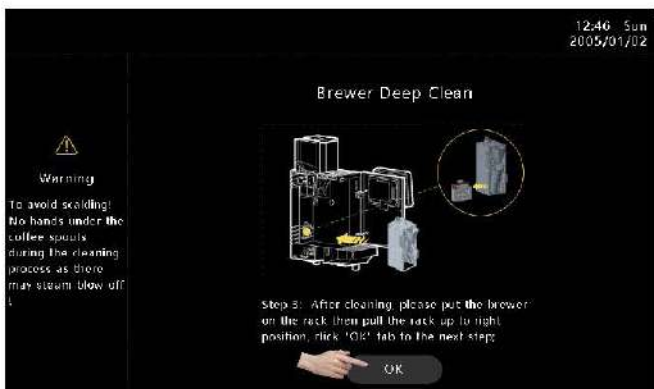 12:46 Sun
2005/01/02
Brewer Deep Clean
Warning
To avoid scalding!
No hands under the
coffee spouts
during the cleaning
process as there
may steam blow off
!
Step 3: After cleaning, please put the brewer
on the rack then pull the rack up to right
position, click "OK" tab to the next step;
OK